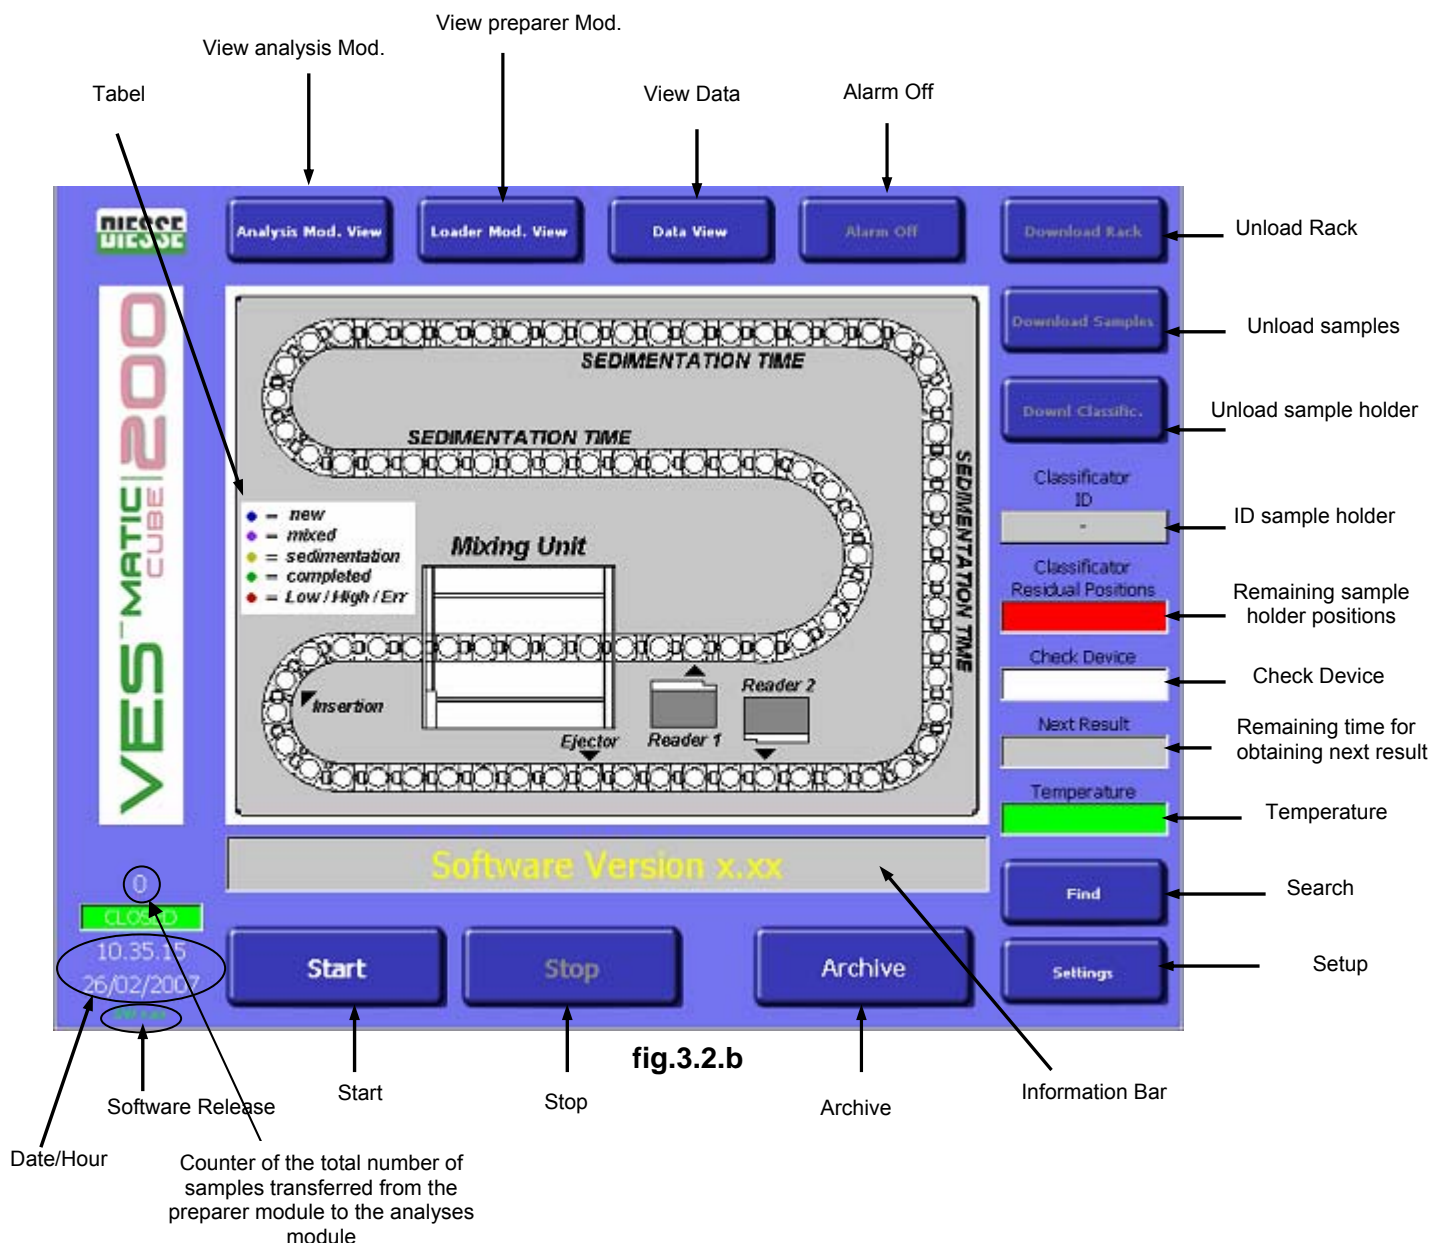 View preparer Mod.
View analysis Mod.
Tabel
View Data
Alarm Off
DIESSE
Analysis Mod. View
Loader Mod. View
Data View
Alarm Off
Download Rack
Unload Rack
Download Samples
Unload samples
Downl Classific.
Unload sample holder
VES MATIC CUBE 200
SEDIMENTATION TIME
SEDIMENTATION TIME
SEDIMENTATION TIME
= new
= mixed
= sedimentation
= completed
= Low / High / Err
Mixing Unit
Insertion
Ejector
Reader 1
Reader 2
Classificator
ID
-
ID sample holder
Classificator
Residual Positions
Remaining sample
holder positions
Check Device
Check Device
Next Result
Remaining time for
obtaining next result
Temperature
Temperature
Software Version x.xx
0
CLOSED
10.35.15
26/02/2007
Start
Stop
Archive
Find
Search
Settings
Setup
fig.3.2.b
Software Release
Start
Stop
Archive
Information Bar
Date/Hour
Counter of the total number of
samples transferred from the
preparer module to the analyses
module